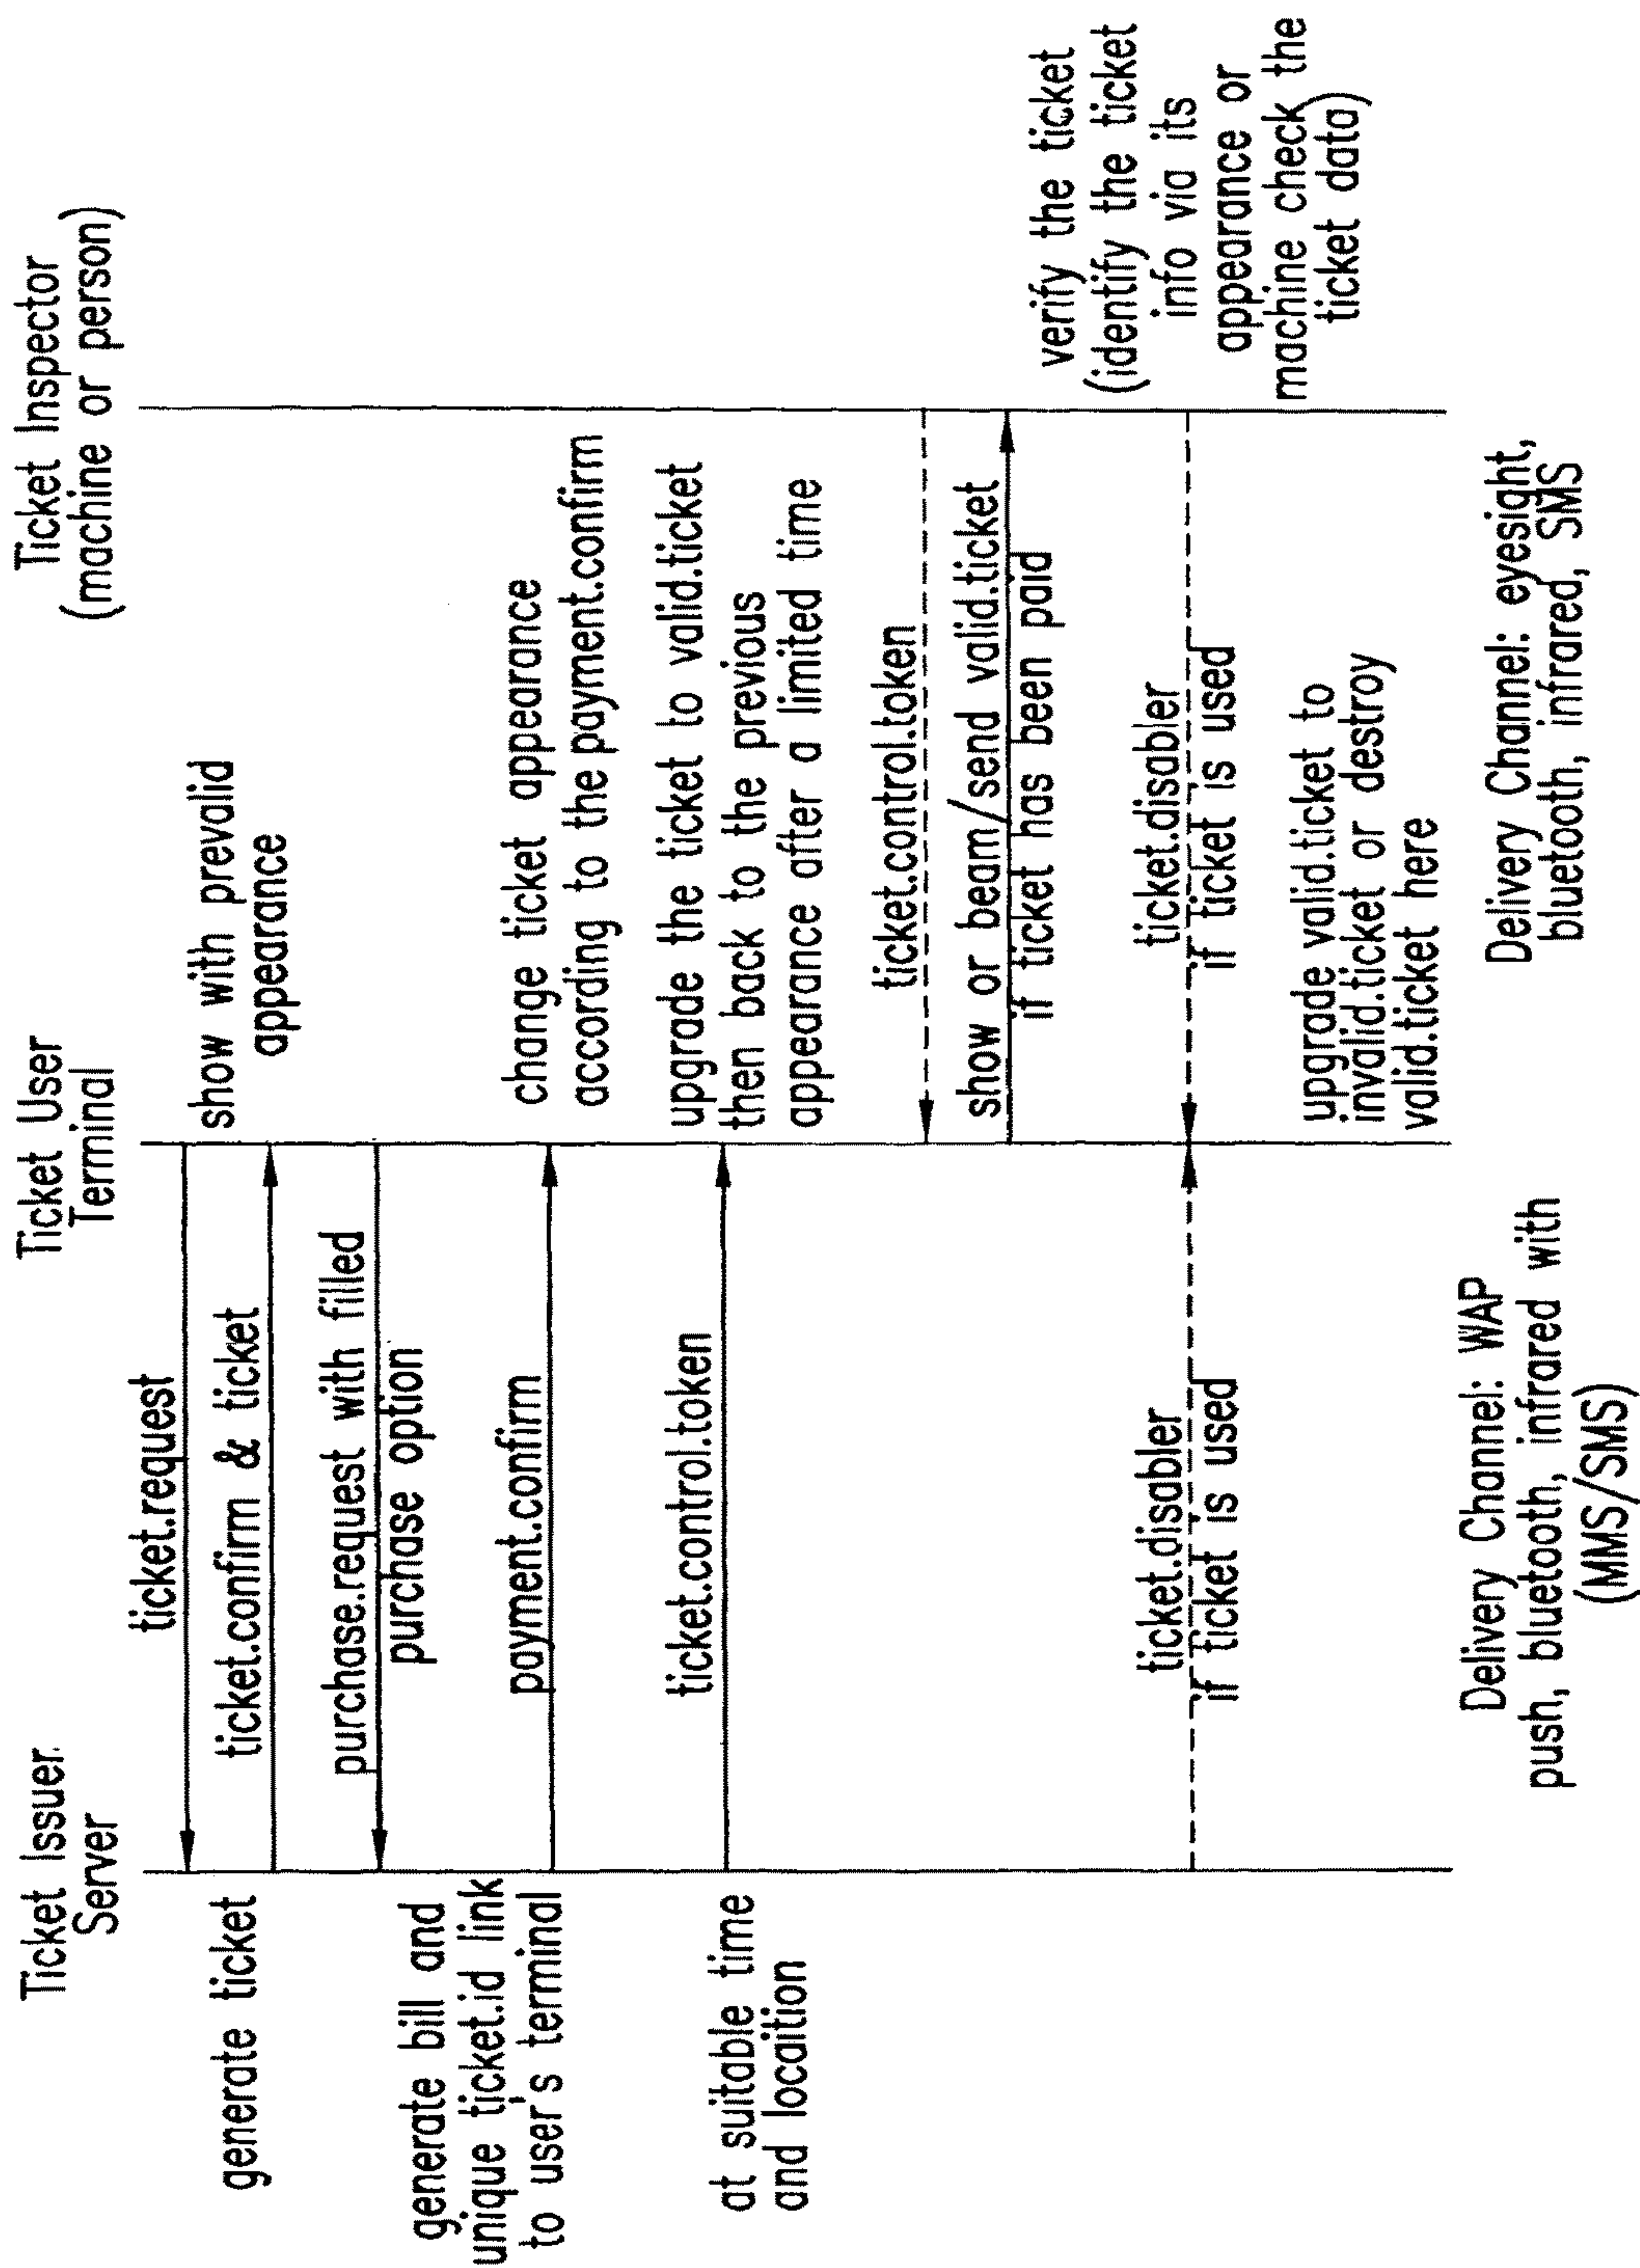 Ticket Issuer
Server
Ticket User
Terminal
Ticket Inspector
(machine or person)
ticket.request
generate ticket
ticket.confirm & ticket
show with prevalid
appearance
purchase.request with filled
purchase option
generate bill and
unique ticket.id link
to user's terminal
payment.confirm
change ticket appearance
according to the payment.confirm
at suitable time
and location
ticket.control.token
upgrade the ticket to valid.ticket
then back to the previous
appearance after a limited time
ticket.control.token
show or beam/send valid.ticket
if ticket has been paid
verify the ticket
(identify the ticket
info via its
appearance or
machine check the
ticket data)
ticket.disabler
if ticket is used
ticket.disabler
if ticket is used
upgrade valid.ticket to
invalid.ticket or destroy
valid.ticket here
Delivery Channel: WAP
push, bluetooth, infrared with
(MMS/SMS)
Delivery Channel: eyesight,
bluetooth, infrared, SMS